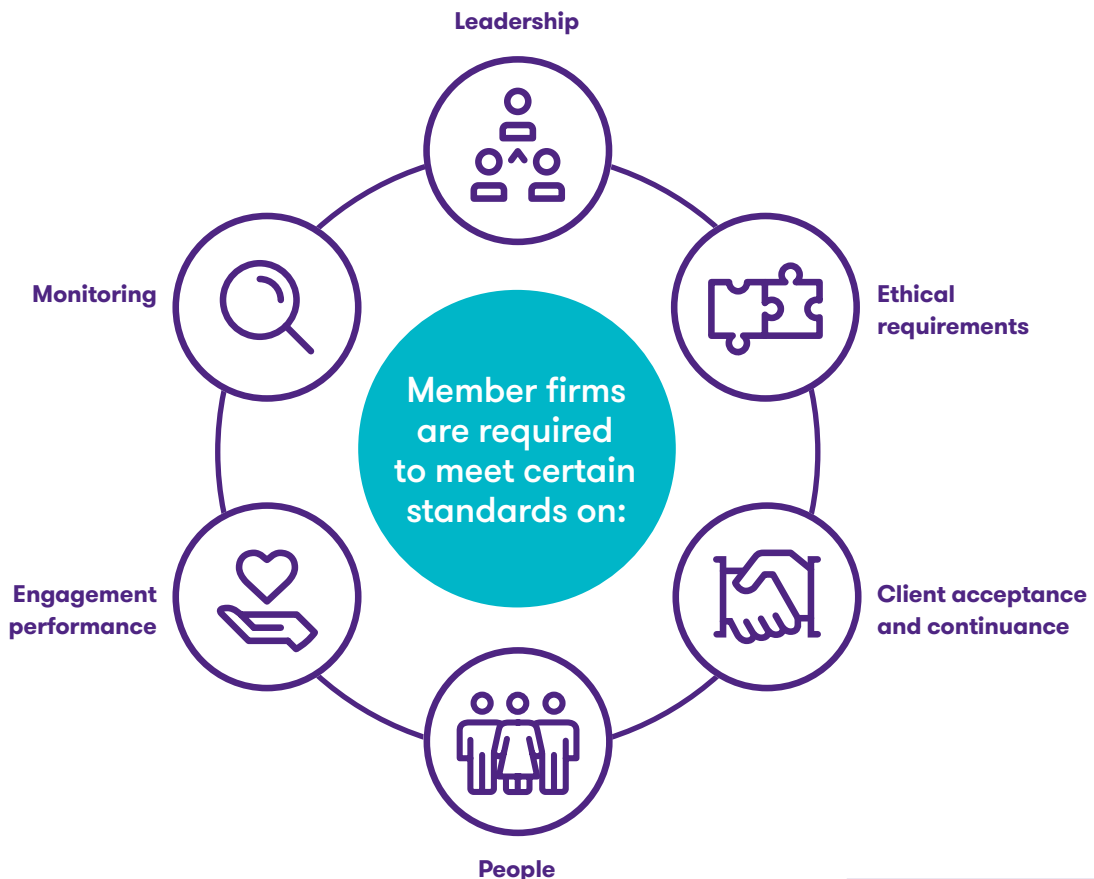 Leadership
Monitoring
Ethical
requirements
Member firms
are required
to meet certain
standards on:
Engagement
performance
Client acceptance
and continuance
People